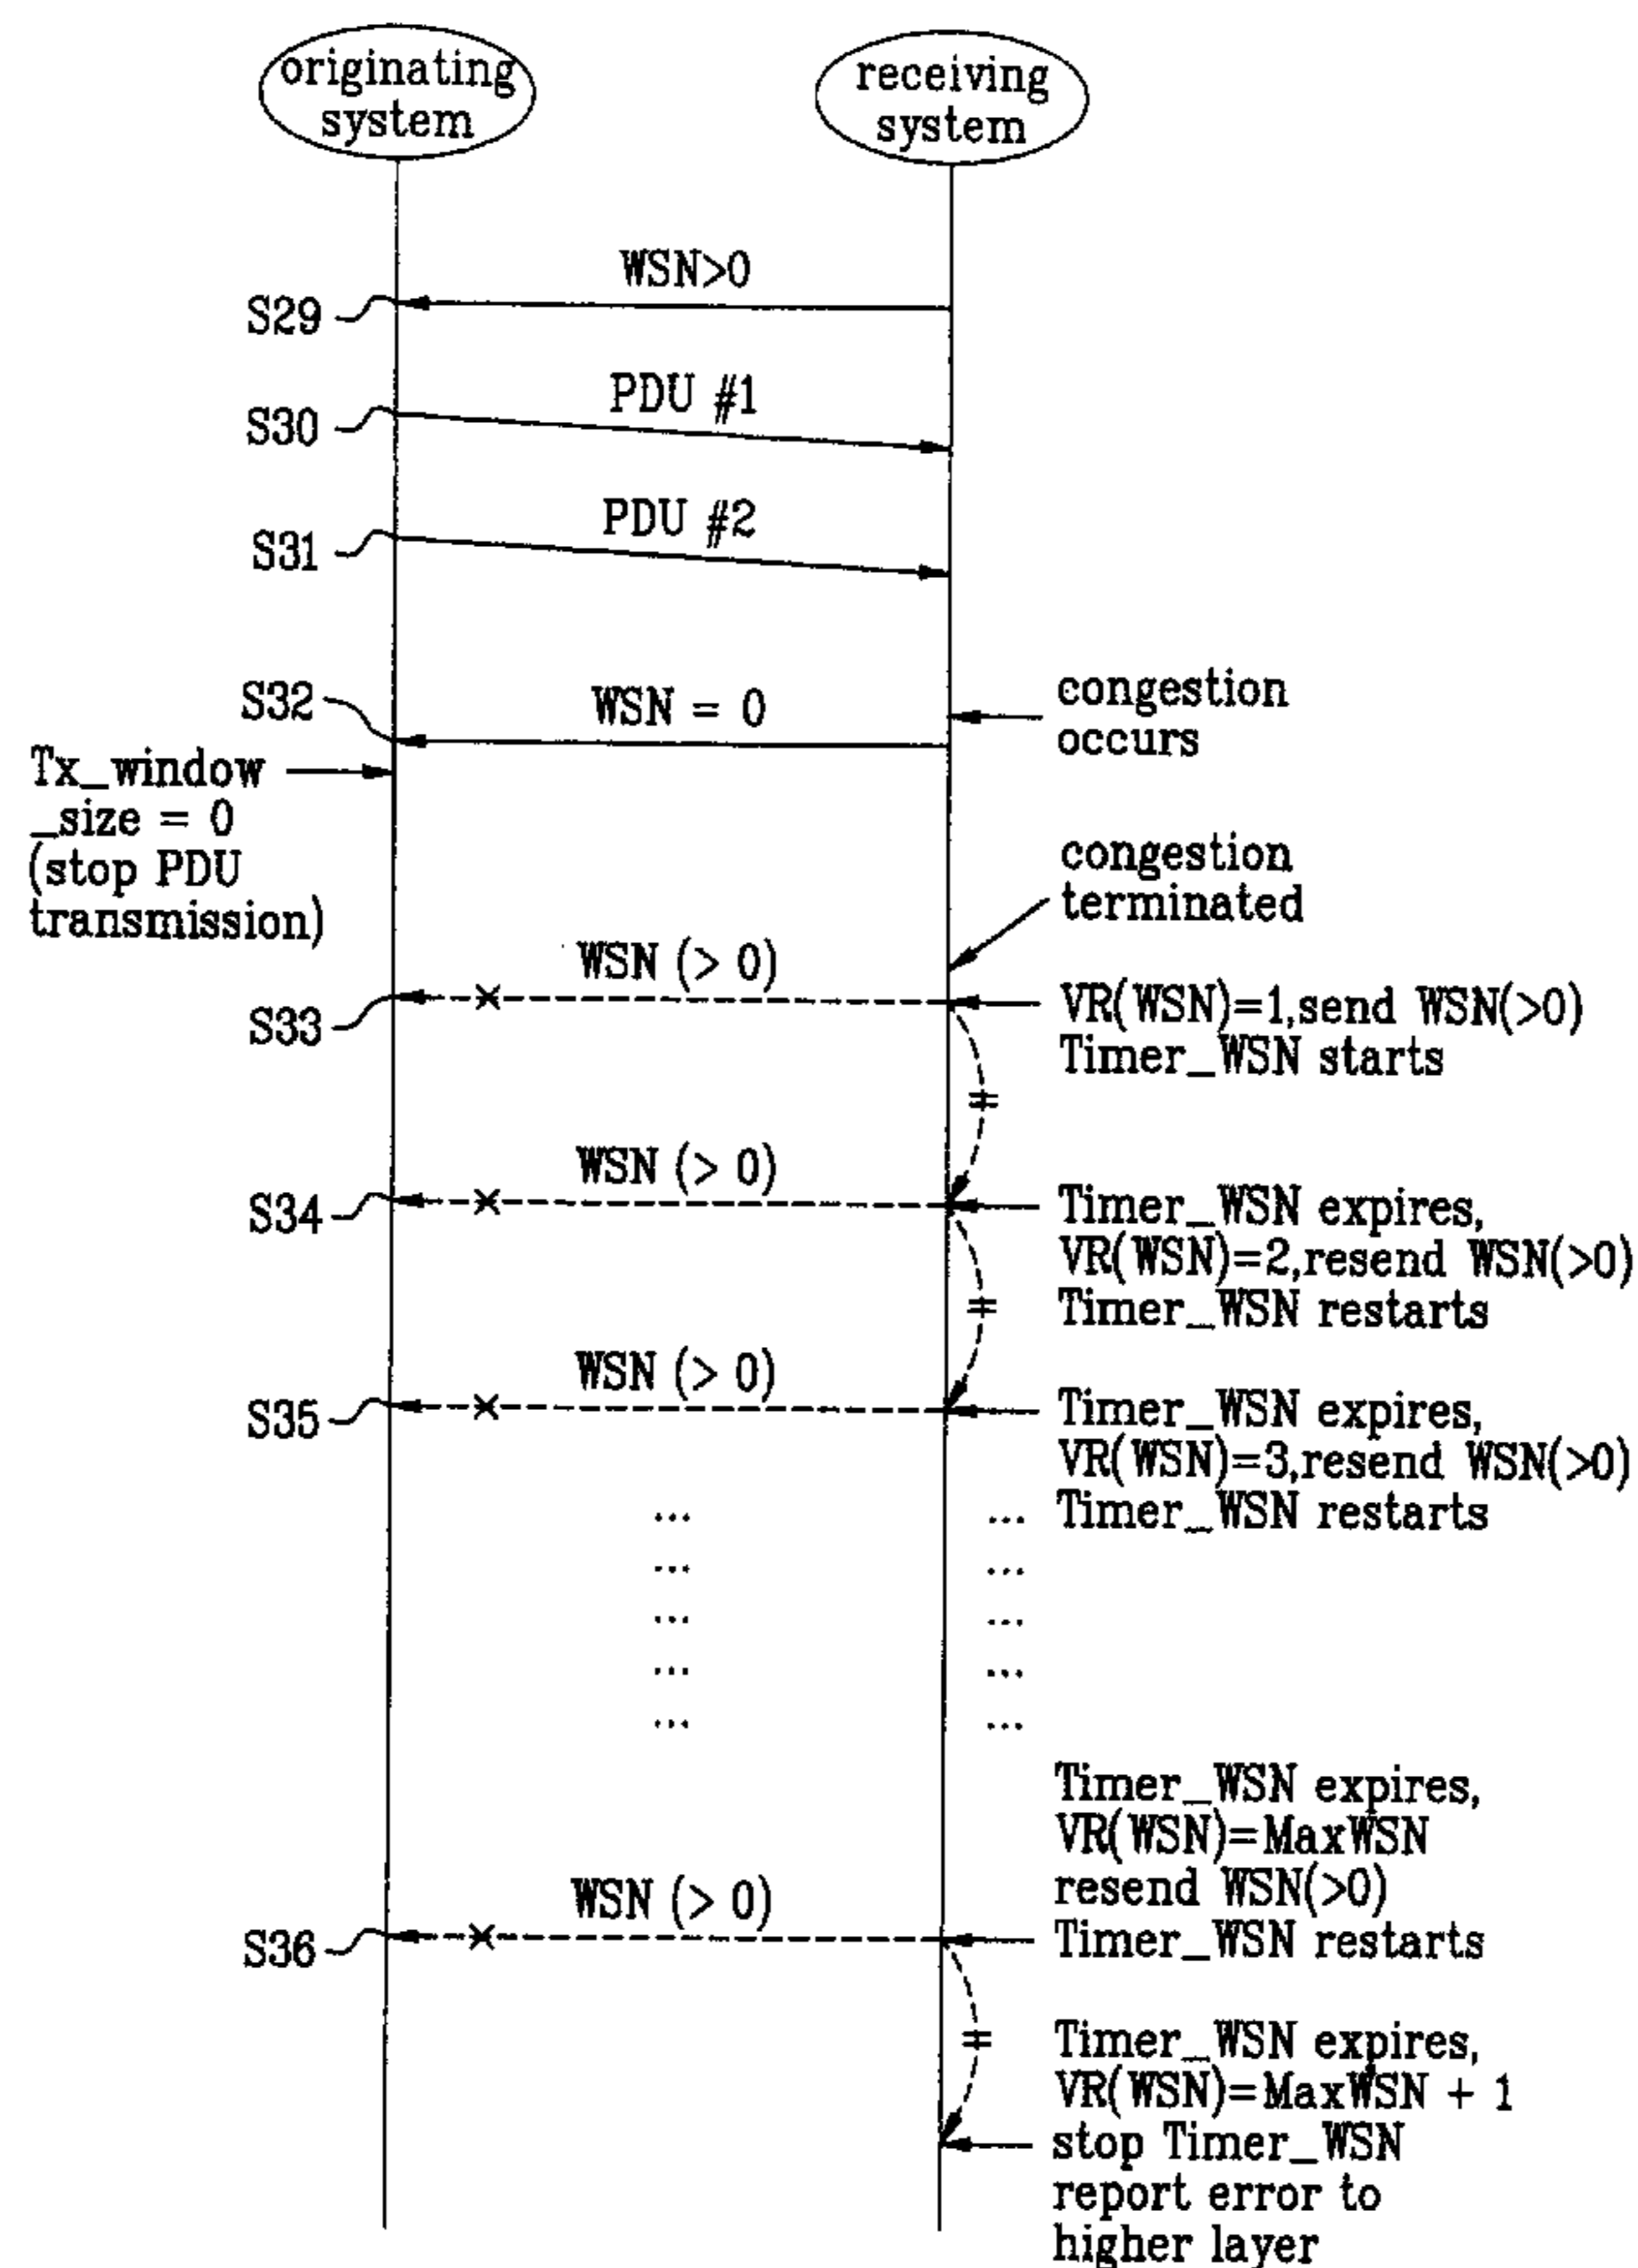 originating
system
receiving
system
WSN>0
S29
PDU #1
S30
PDU #2
S31
S32
WSN = 0
congestion
occurs
Tx_window
_size = 0
(stop PDU
transmission)
congestion
terminated
WSN (> 0)
S33
VR(WSN)=1,send WSN(>0)
Timer_WSN starts
WSN (> 0)
S34
Timer_WSN expires,
VR(WSN)=2,resend WSN(>0)
Timer_WSN restarts
WSN (> 0)
S35
Timer_WSN expires,
VR(WSN)=3,resend WSN(>0)
Timer_WSN restarts
... ...
... ...
... ...
... ...
... ...
Timer_WSN expires,
VR(WSN)=MaxWSN
resend WSN(>0)
Timer_WSN restarts
WSN (> 0)
S36
Timer_WSN expires,
VR(WSN)=MaxWSN + 1
stop Timer_WSN
report error to
higher layer